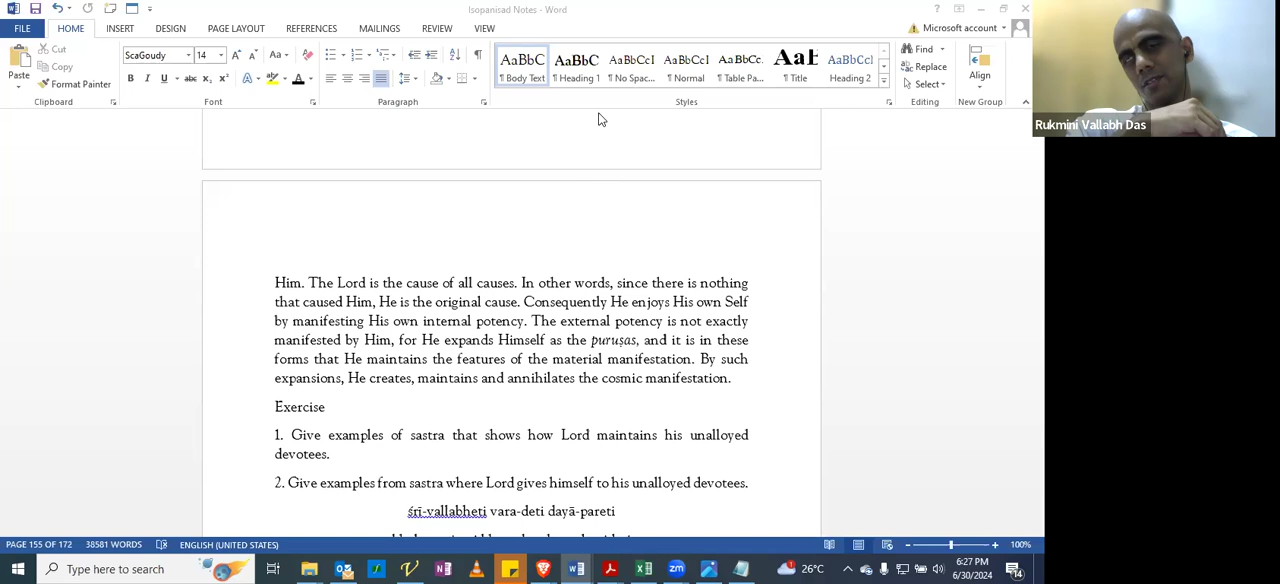 Isopanisad Notes - Word
Microsoft account
FILE HOME INSERT DESIGN PAGE LAYOUT REFERENCES MAILINGS REVIEW VIEW
Paste
Cut
Copy
Format Painter
Clipboard
ScaGoudy 14
Font
Paragraph
AaBbC AaBbC AaBbCcI AaBbCcI AaBbCc. AaBl AaBbCcl
¶ Body Text ¶ Heading 1 ¶ No Spac... ¶ Normal ¶ Table Pa... ¶ Title Heading 2
Styles
Find
Replace
Select
Editing
Align
New Group
Rukmini Vallabh Das
Him. The Lord is the cause of all causes. In other words, since there is nothing
that caused Him, He is the original cause. Consequently He enjoys His own Self
by manifesting His own internal potency. The external potency is not exactly
manifested by Him, for He expands Himself as the puruṣas, and it is in these
forms that He maintains the features of the material manifestation. By such
expansions, He creates, maintains and annihilates the cosmic manifestation.
Exercise
1. Give examples of sastra that shows how Lord maintains his unalloyed
devotees.
2. Give examples from sastra where Lord gives himself to his unalloyed devotees.
śrī-vallabheti vara-deti dayā-pareti
PAGE 155 OF 172 38581 WORDS ENGLISH (UNITED STATES) 100%
Type here to search
26°C
6:27 PM
6/30/2024
14